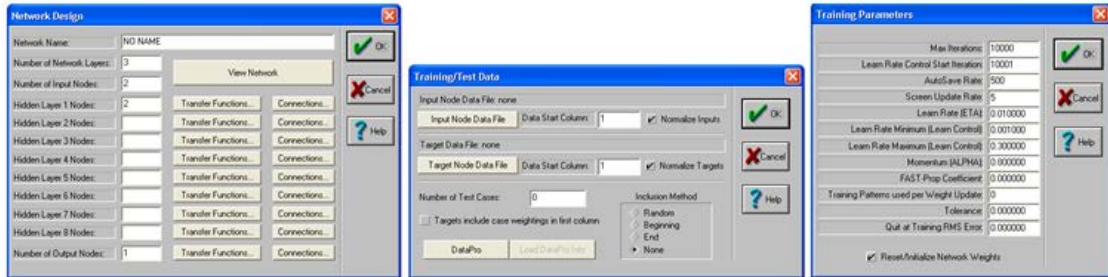 Network Design
Network Name: NO NAME
Number of Network Layers: 3
Number of Input Nodes: 2
View Network
Hidden Layer 1 Nodes: 2 Transfer Functions... Connections...
Hidden Layer 2 Nodes: Transfer Functions... Connections...
Hidden Layer 3 Nodes: Transfer Functions... Connections...
Hidden Layer 4 Nodes: Transfer Functions... Connections...
Hidden Layer 5 Nodes: Transfer Functions... Connections...
Hidden Layer 6 Nodes: Transfer Functions... Connections...
Hidden Layer 7 Nodes: Transfer Functions... Connections...
Hidden Layer 8 Nodes: Transfer Functions... Connections...
Number of Output Nodes: 1 Transfer Functions... Connections...
OK
Cancel
Help
Training/Test Data
Input Node Data File: none
Input Node Data File Data Start Column: 1 Normalize Inputs
Target Data File: none
Target Node Data File Data Start Column: 1 Normalize Targets
Number of Test Cases: 0
Targets include case weightings in first column
DataPro Load DataPro Info
Inclusion Method
Random
Beginning
End
None
OK
Cancel
Help
Training Parameters
Max Iterations: 10000
Learn Rate Control Start Iteration: 10001
AutoSave Rate: 500
Screen Update Rate: 5
Learn Rate (ETA): 0.010000
Learn Rate Minimum (Learn Control): 0.001000
Learn Rate Maximum (Learn Control): 0.300000
Momentum (ALPHA): 0.800000
FAST-Prop Coefficient: 0.000000
Training Patterns used per Weight Update: 0
Tolerance: 0.000000
Quit at Training RMS Error: 0.000000
Reset/Initialize Network Weights
OK
Cancel
Help